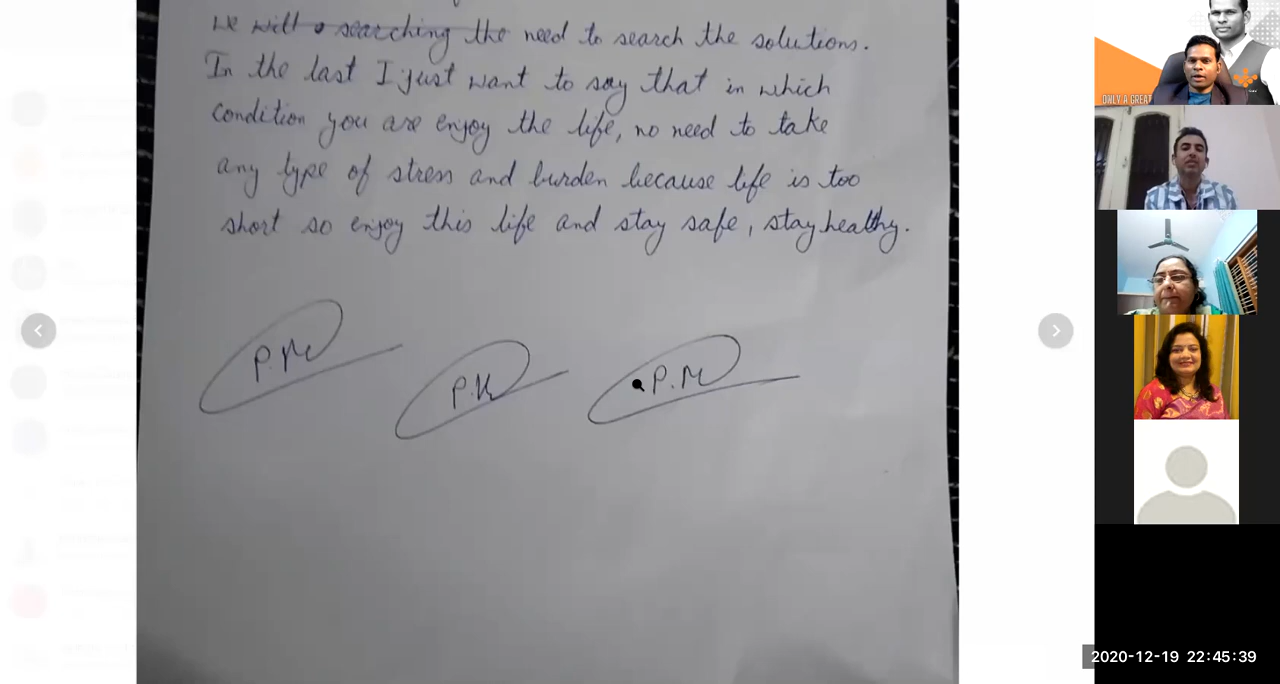 we will searching the need to search the solutions.
In the last I just want to say that in which
condition you are enjoy the life, no need to take
any type of stress and burden because life is too
short so enjoy this life and stay safe, stay healthy.
P.M
P.K
P.M
ONLY A GREAT
2020-12-19 22:45:39